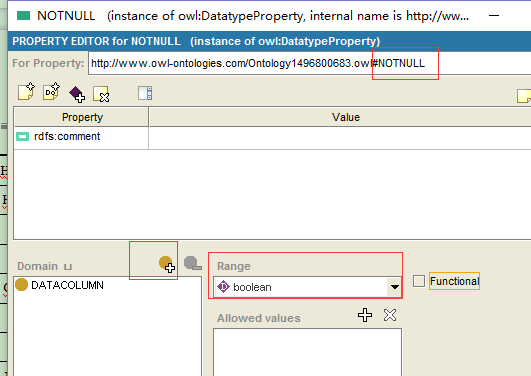 NOTNULL (instance of owl:DatatypeProperty, internal name is http://ww...
PROPERTY EDITOR for NOTNULL (instance of owl:DatatypeProperty)
For Property: http://www.owl-ontologies.com/Ontology1496800683.owl#NOTNULL
Property Value
rdfs:comment
Domain ⊔ Range
DATACOLUMN boolean Functional
Allowed values